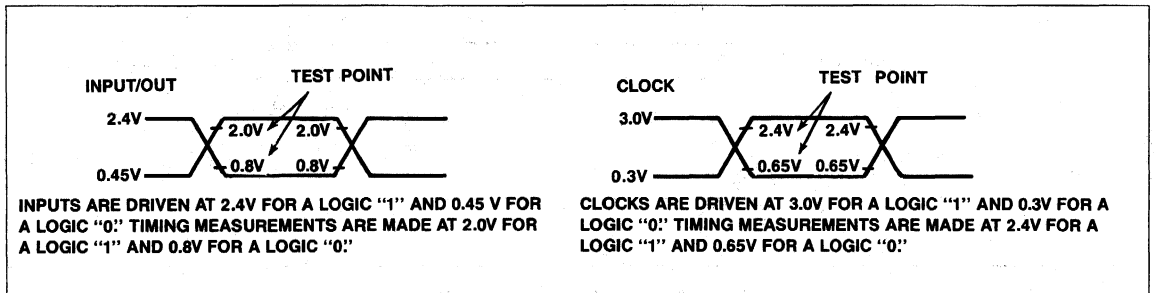 INPUT/OUT
TEST POINT
2.4V
2.0V 2.0V
0.8V 0.8V
0.45V
INPUTS ARE DRIVEN AT 2.4V FOR A LOGIC “1” AND 0.45 V FOR
A LOGIC “0.” TIMING MEASUREMENTS ARE MADE AT 2.0V FOR
A LOGIC “1” AND 0.8V FOR A LOGIC “0.”
CLOCK
TEST POINT
3.0V
2.4V 2.4V
0.65V 0.65V
0.3V
CLOCKS ARE DRIVEN AT 3.0V FOR A LOGIC “1” AND 0.3V FOR A
LOGIC “0.” TIMING MEASUREMENTS ARE MADE AT 2.4V FOR A
LOGIC “1” AND 0.65V FOR A LOGIC “0.”